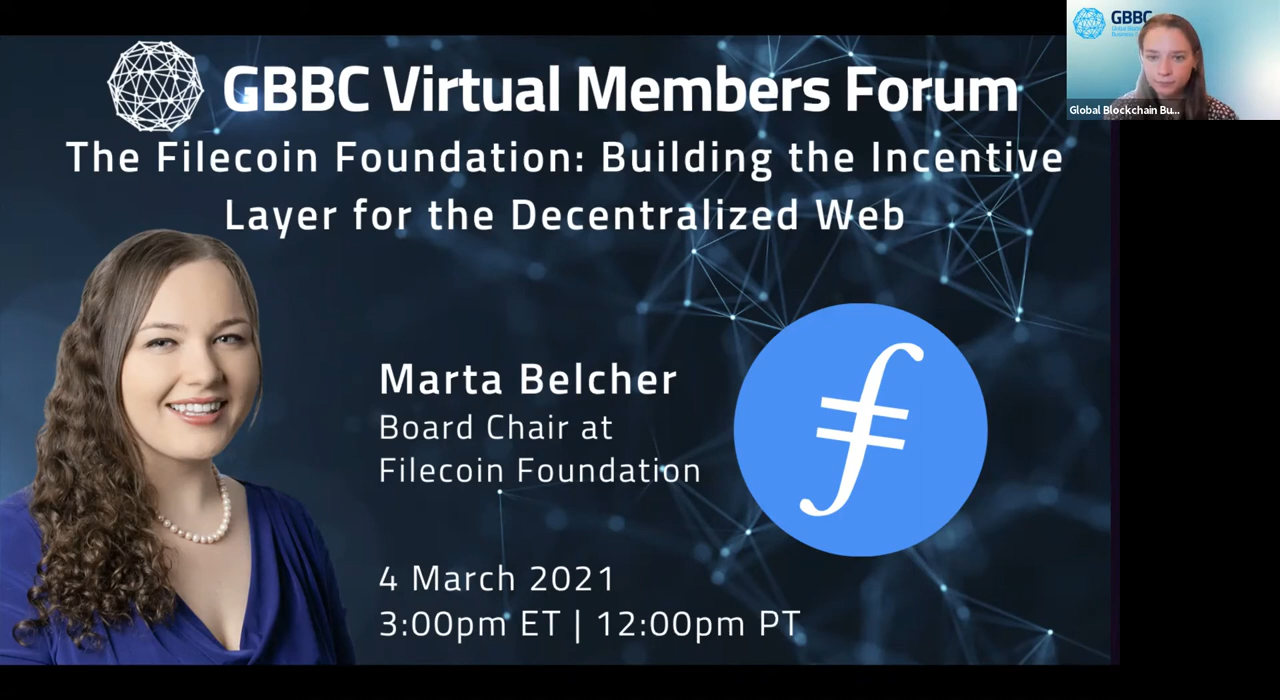 GBBC Virtual Members Forum
The Filecoin Foundation: Building the Incentive
Layer for the Decentralized Web
Marta Belcher
Board Chair at
Filecoin Foundation
4 March 2021
3:00pm ET | 12:00pm PT
GBBC
Global Blockchain Bu...